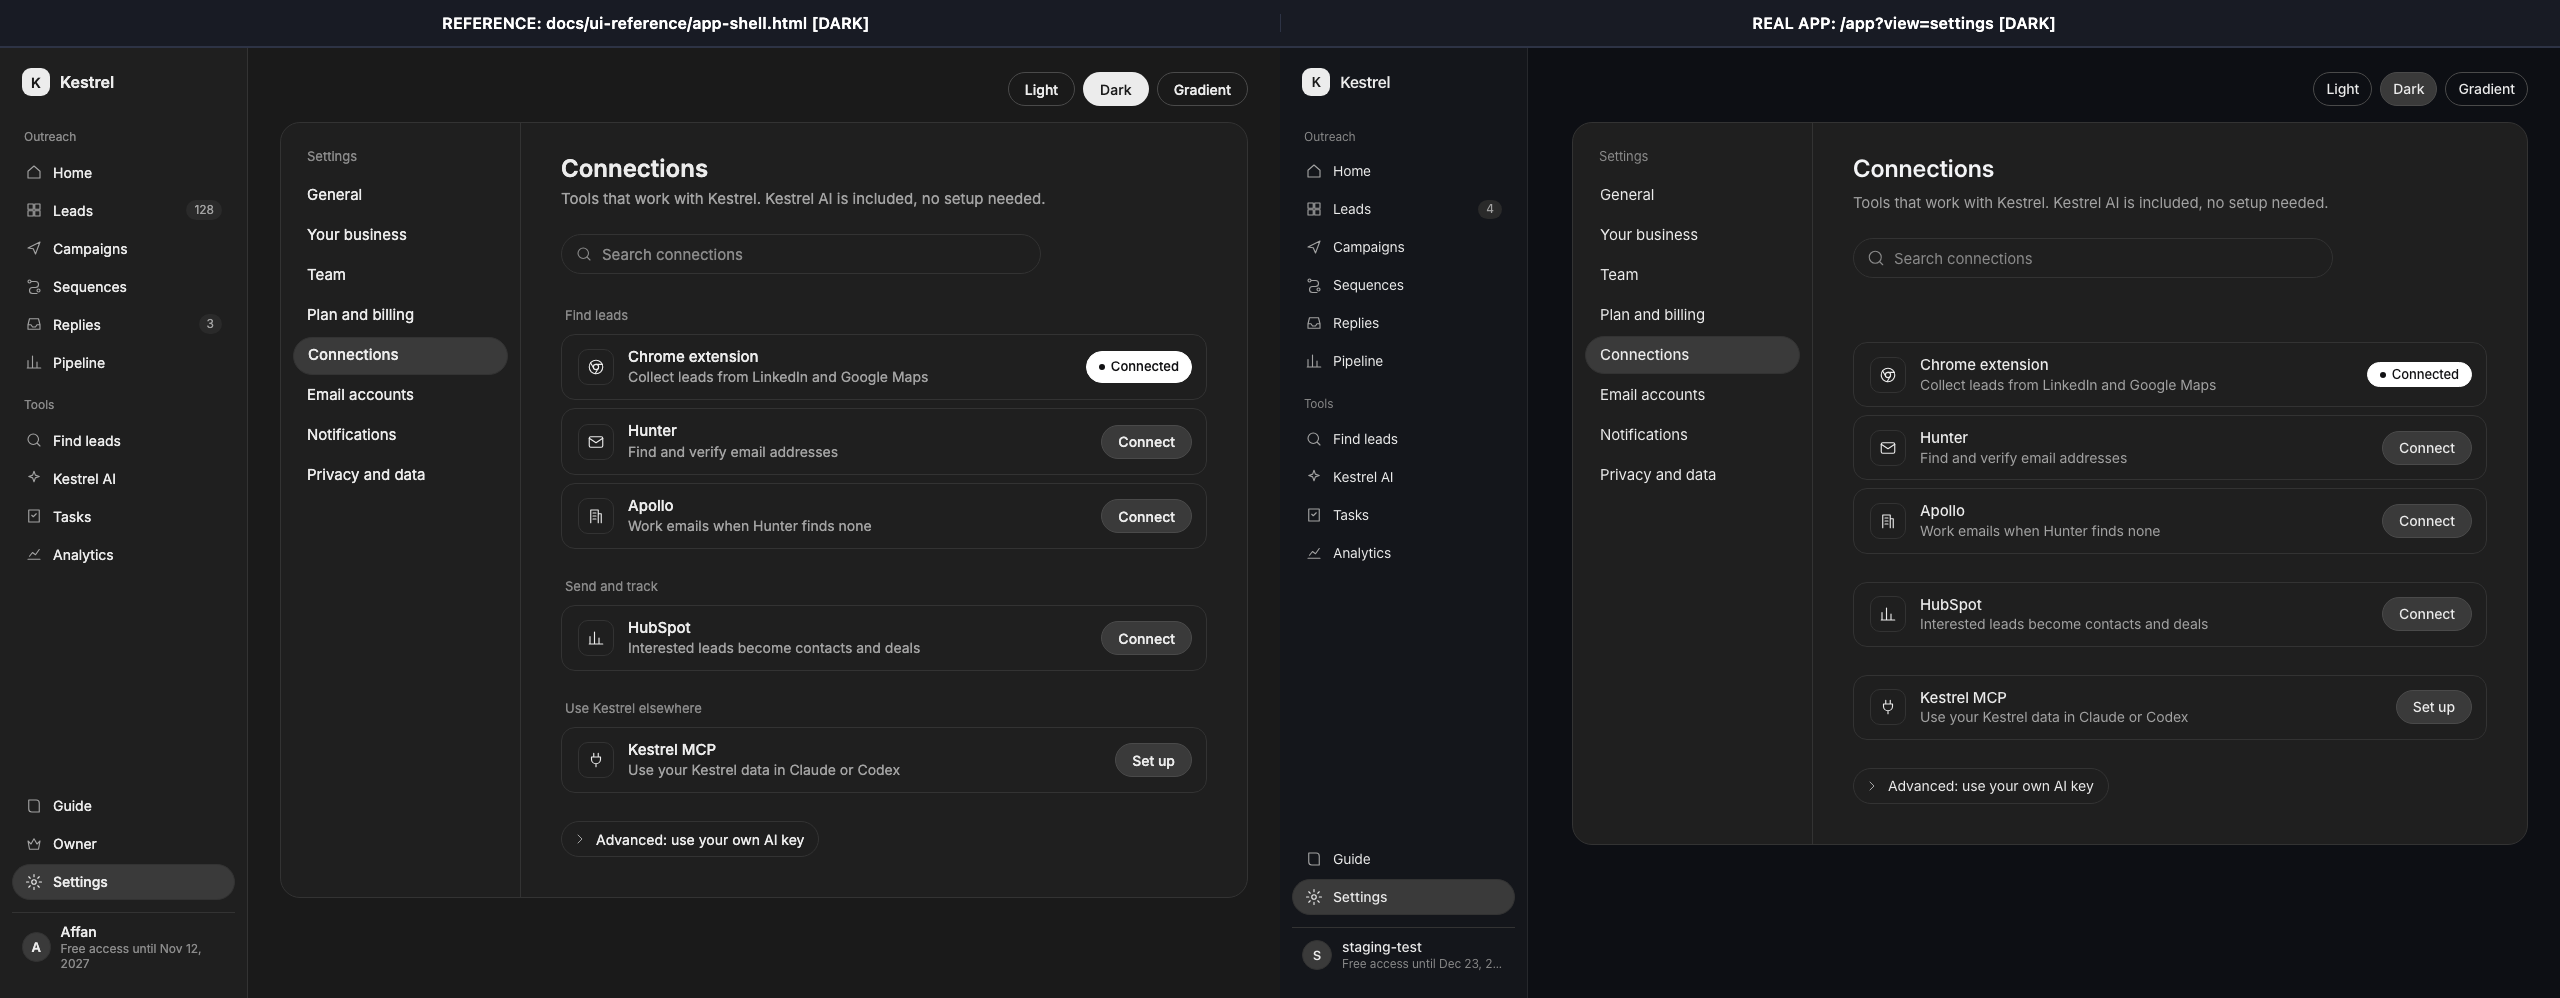 REFERENCE: docs/ui-reference/app-shell.html [DARK]
K Kestrel
Outreach
Home
Leads 128
Campaigns
Sequences
Replies 3
Pipeline
Tools
Find leads
Kestrel AI
Tasks
Analytics
Guide
Owner
Settings
A Affan
Free access until Nov 12,
2027
Light Dark Gradient
Settings
General
Your business
Team
Plan and billing
Connections
Email accounts
Notifications
Privacy and data
Connections
Tools that work with Kestrel. Kestrel AI is included, no setup needed.
Search connections
Find leads
Chrome extension
Collect leads from LinkedIn and Google Maps
Connected
Hunter
Find and verify email addresses
Connect
Apollo
Work emails when Hunter finds none
Connect
Send and track
HubSpot
Interested leads become contacts and deals
Connect
Use Kestrel elsewhere
Kestrel MCP
Use your Kestrel data in Claude or Codex
Set up
Advanced: use your own AI key
REAL APP: /app?view=settings [DARK]
K Kestrel
Outreach
Home
Leads 4
Campaigns
Sequences
Replies
Pipeline
Tools
Find leads
Kestrel AI
Tasks
Analytics
Guide
Settings
S staging-test
Free access until Dec 23, 2...
Light Dark Gradient
Settings
General
Your business
Team
Plan and billing
Connections
Email accounts
Notifications
Privacy and data
Connections
Tools that work with Kestrel. Kestrel AI is included, no setup needed.
Search connections
Chrome extension
Collect leads from LinkedIn and Google Maps
Connected
Hunter
Find and verify email addresses
Connect
Apollo
Work emails when Hunter finds none
Connect
HubSpot
Interested leads become contacts and deals
Connect
Kestrel MCP
Use your Kestrel data in Claude or Codex
Set up
Advanced: use your own AI key